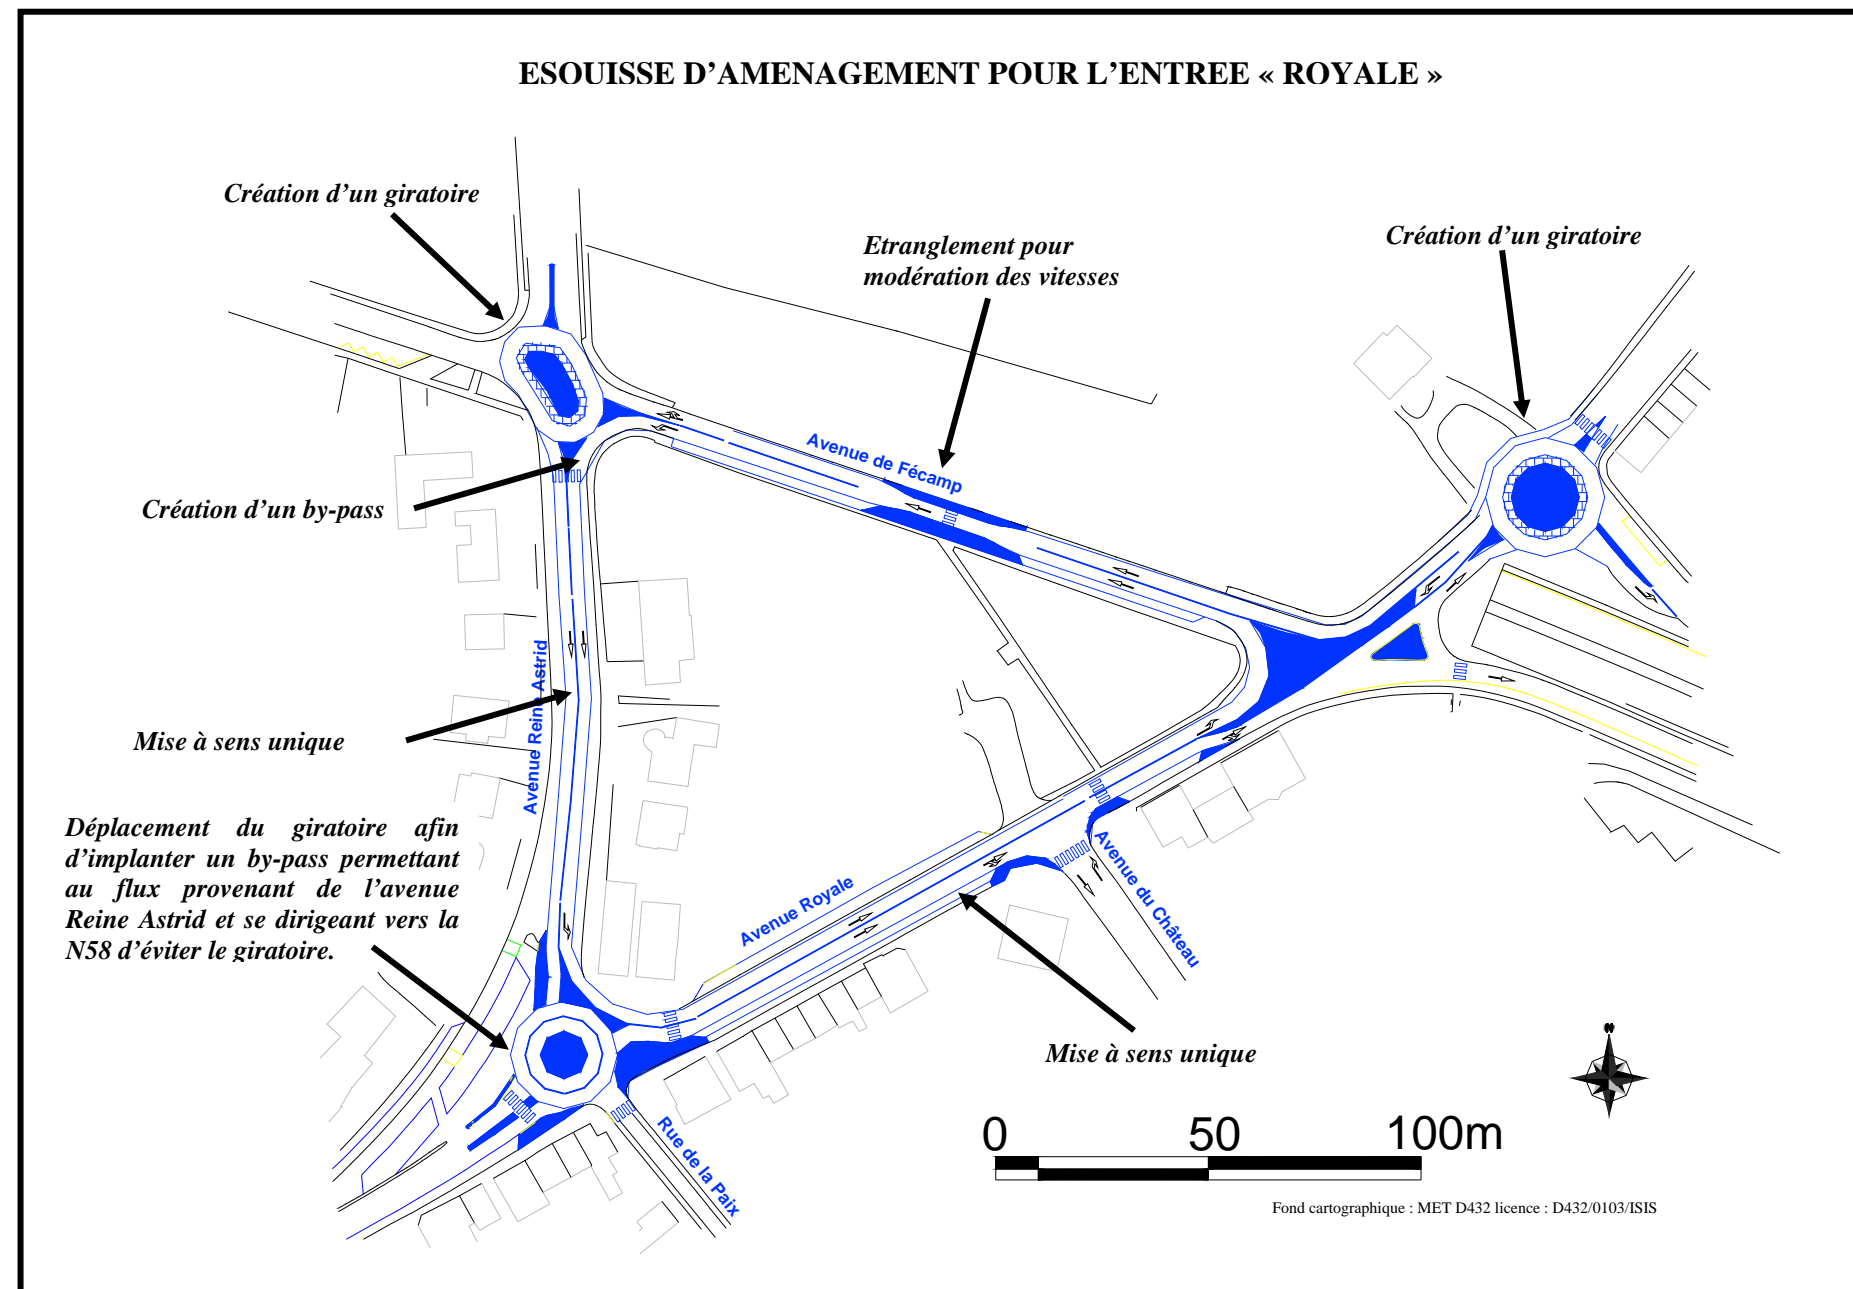 ESOUISSE D'AMENAGEMENT POUR L'ENTREE « ROYALE »
Création d'un giratoire
Etranglement pour
modération des vitesses
Création d'un giratoire
Avenue de Fécamp
Création d'un by-pass
Avenue Reine Astrid
Mise à sens unique
Déplacement du giratoire afin
d'implanter un by-pass permettant
au flux provenant de l'avenue
Reine Astrid et se dirigeant vers la
N58 d'éviter le giratoire.
Avenue Royale
Avenue du Château
Mise à sens unique
Rue de la Paix
0 50 100m
Fond cartographique : MET D432 licence : D432/0103/ISIS